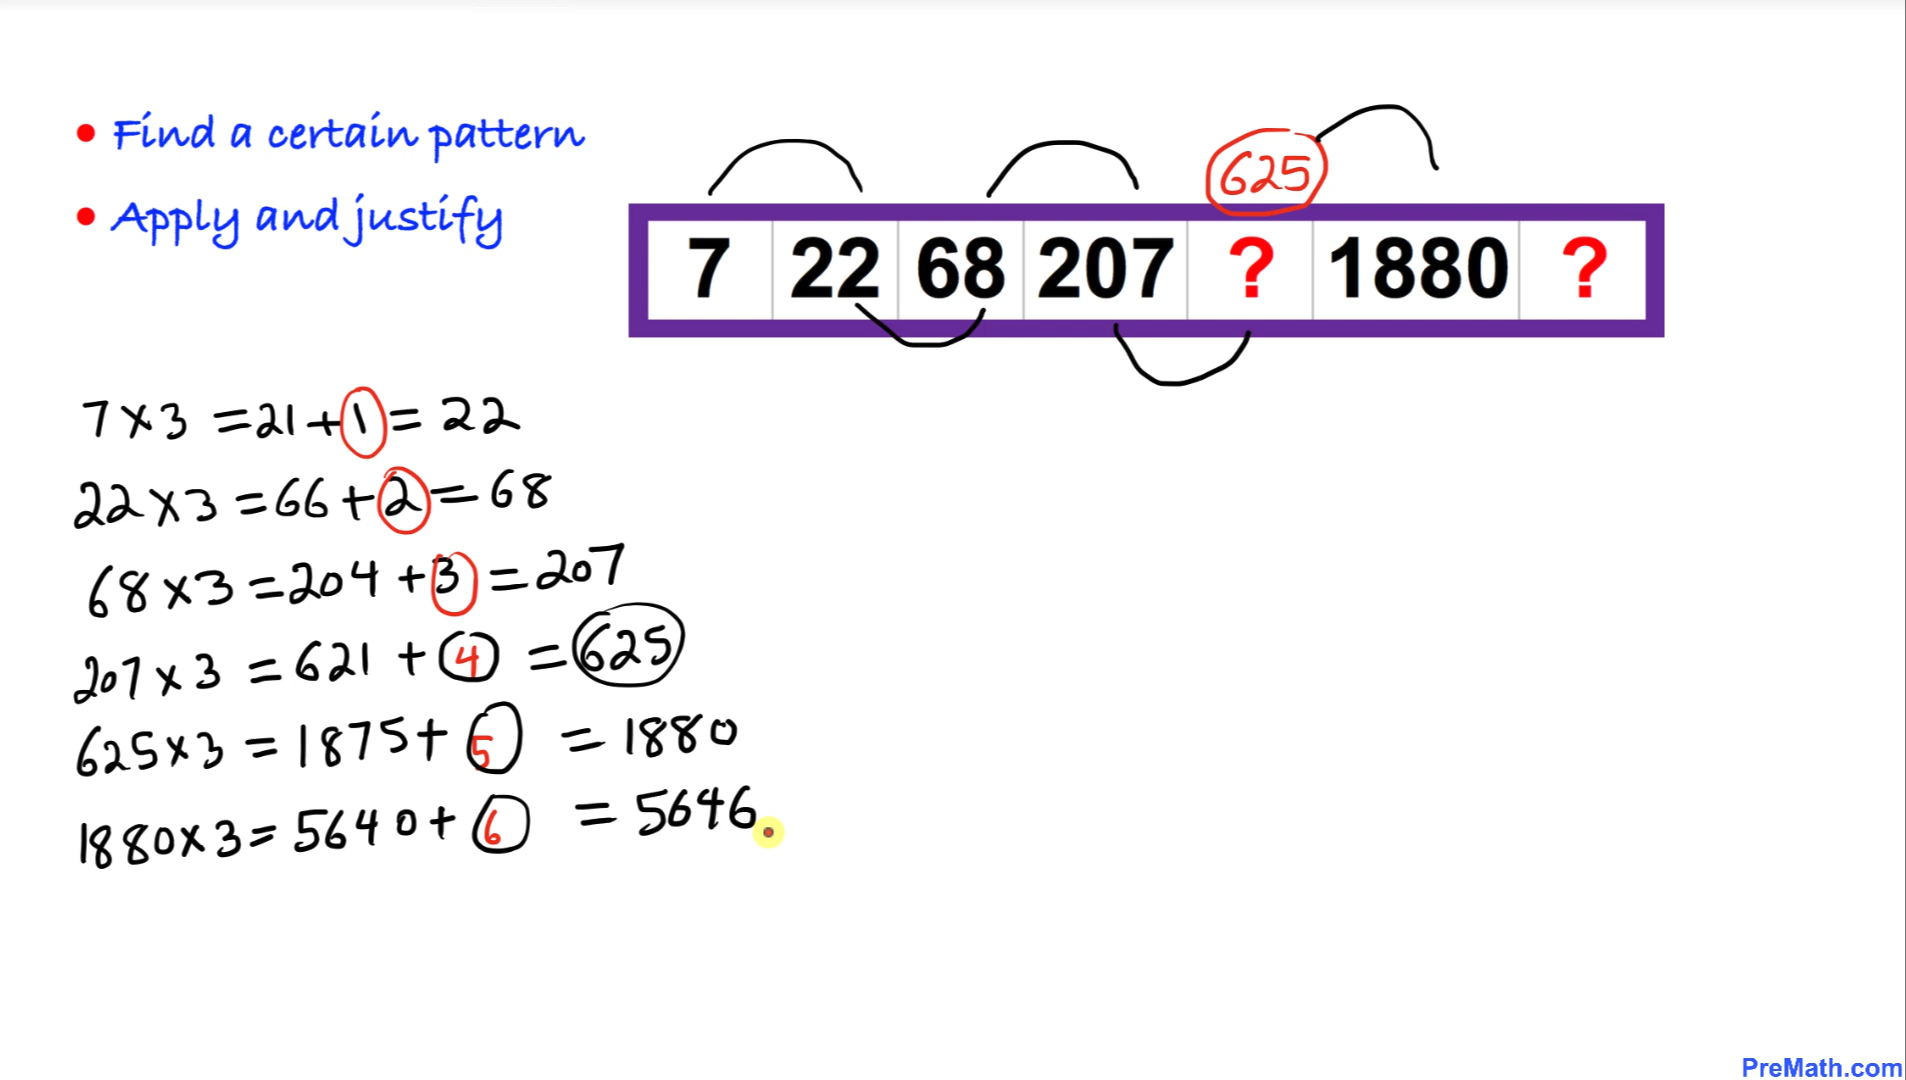 • Find a certain pattern
• Apply and justify
625
7 22 68 207 ? 1880 ?
7 × 3 = 21 + 1 = 22
22 × 3 = 66 + 2 = 68
68 × 3 = 204 + 3 = 207
207 × 3 = 621 + 4 = 625
625 × 3 = 1875 + 5 = 1880
1880 × 3 = 5640 + 6 = 5646
PreMath.com